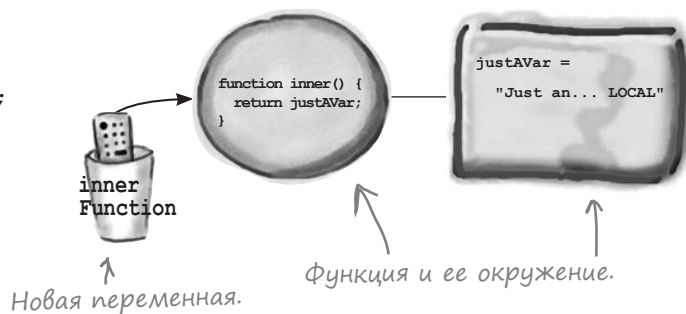 ;
function inner() {
return justAVar;
}
justAVar =
"Just an... LOCAL"
inner
Function
Функция и ее окружение.
Новая переменная.